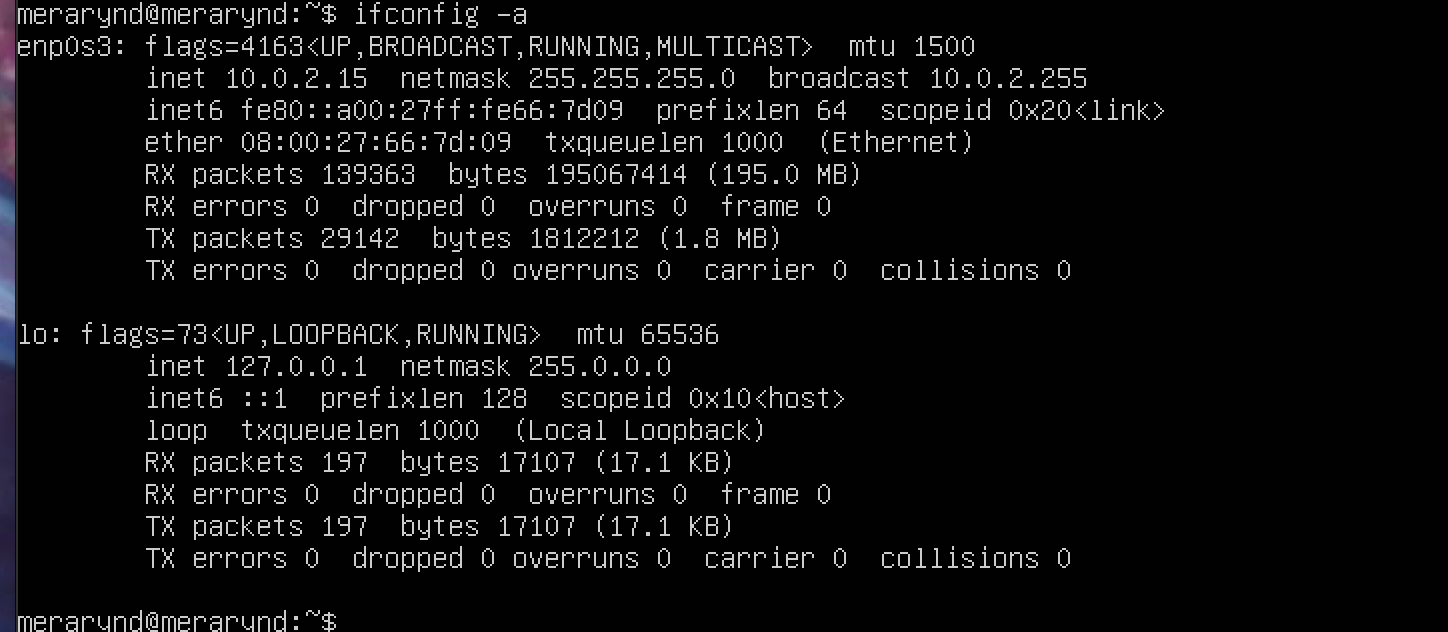 merarynd@merarynd:~$ ifconfig -a
enp0s3: flags=4163<UP,BROADCAST,RUNNING,MULTICAST>  mtu 1500
        inet 10.0.2.15  netmask 255.255.255.0  broadcast 10.0.2.255
        inet6 fe80::a00:27ff:fe66:7d09  prefixlen 64  scopeid 0x20<link>
        ether 08:00:27:66:7d:09  txqueuelen 1000  (Ethernet)
        RX packets 139363  bytes 195067414 (195.0 MB)
        RX errors 0  dropped 0  overruns 0  frame 0
        TX packets 29142  bytes 1812212 (1.8 MB)
        TX errors 0  dropped 0 overruns 0  carrier 0  collisions 0

lo: flags=73<UP,LOOPBACK,RUNNING>  mtu 65536
        inet 127.0.0.1  netmask 255.0.0.0
        inet6 ::1  prefixlen 128  scopeid 0x10<host>
        loop  txqueuelen 1000  (Local Loopback)
        RX packets 197  bytes 17107 (17.1 KB)
        RX errors 0  dropped 0  overruns 0  frame 0
        TX packets 197  bytes 17107 (17.1 KB)
        TX errors 0  dropped 0 overruns 0  carrier 0  collisions 0

merarynd@merarynd:~$